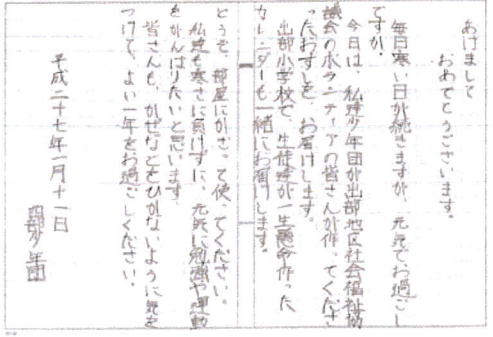 あけまして
おめでとうございます。
毎日寒い日が続きますが、元気でお過ごし
ですか。
今日は、私達少年団が出部地区社会福祉協
議会のボランティアの皆さんが作ってくださ
ったおすしを、お届けします。
出部小学校で、生徒達が一生懸命作った
カレンダーも一緒にお届けします。
どうぞ、部屋にかざって使ってください。
私達も寒さに負けずに、元気に勉強や運動
をがんばりたいと思います。
皆さんも、かぜなどをひかないように気を
つけて、よい一年をお過ごしください。
平成二十七年一月十一日
四部少年団